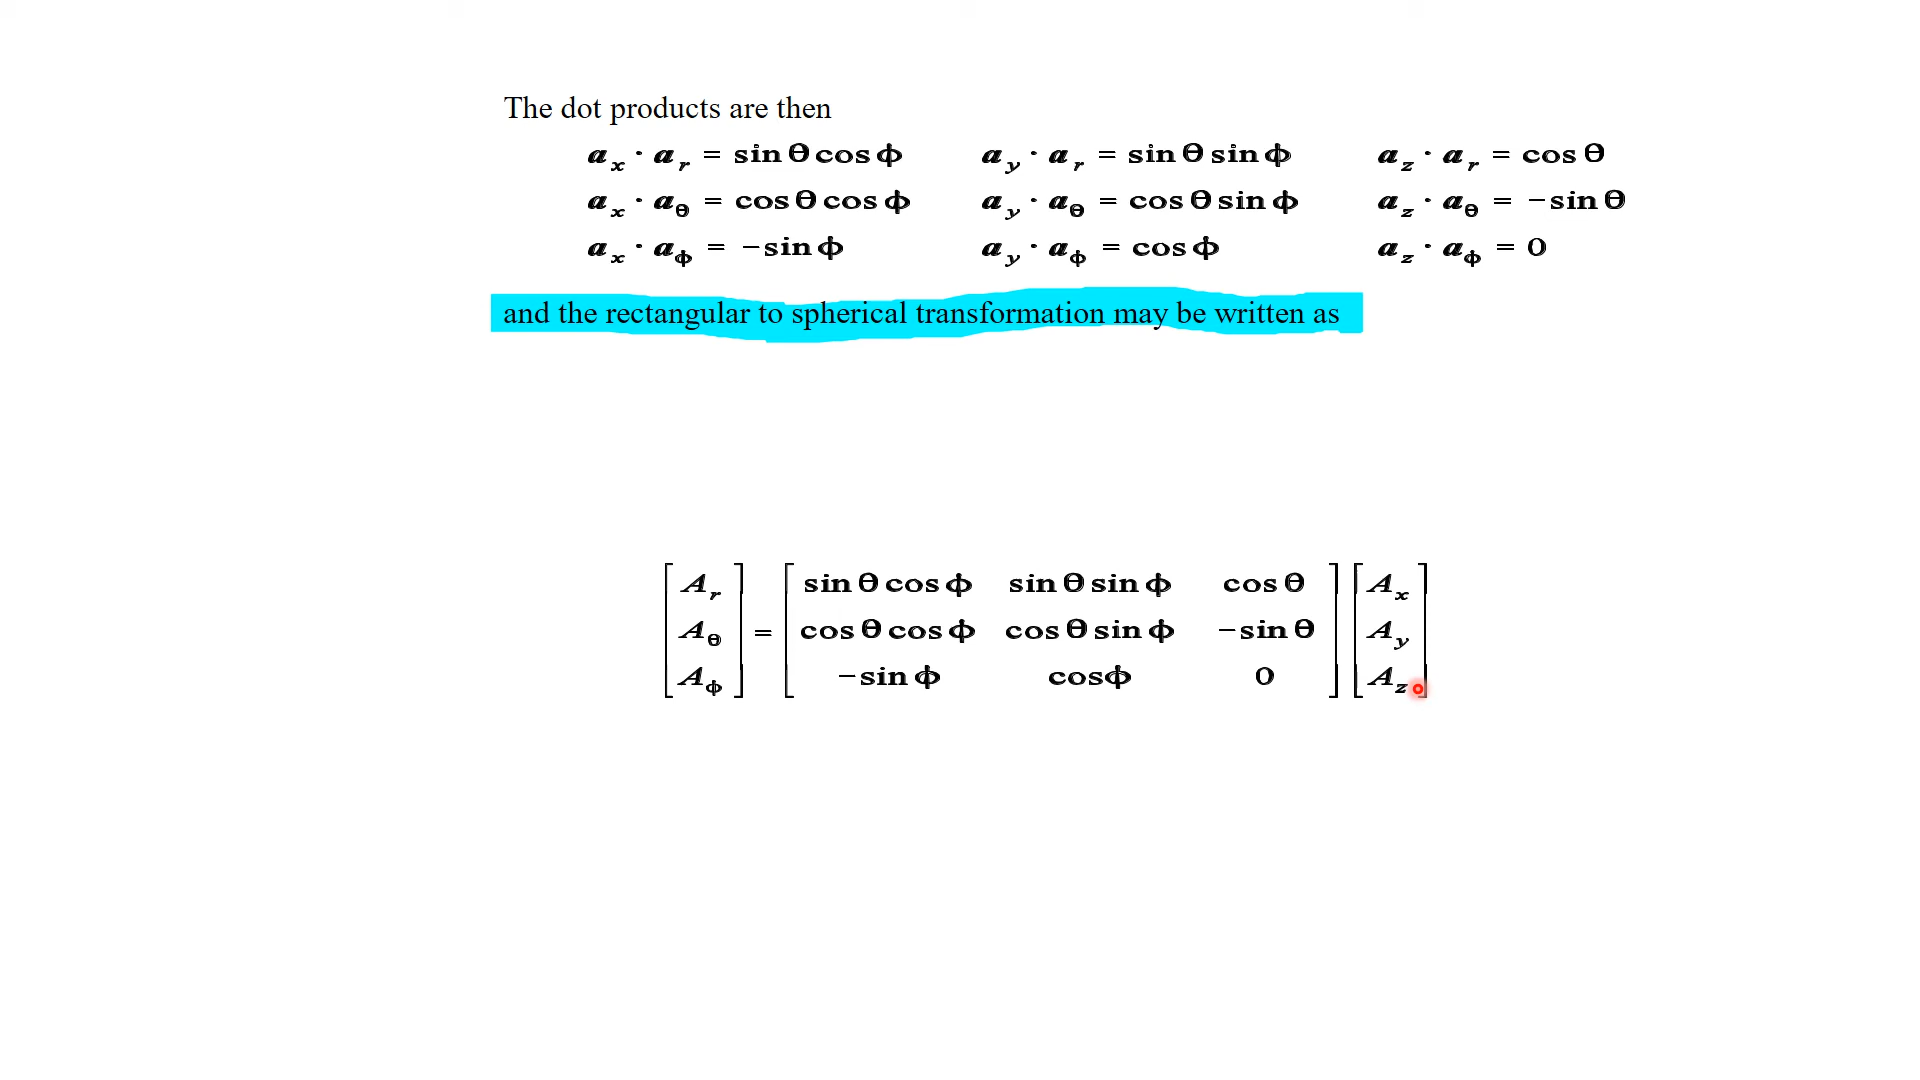 The dot products are then
a_x · a_r = sin θ cos ϕ a_y · a_r = sin θ sin ϕ a_z · a_r = cos θ
a_x · a_θ = cos θ cos ϕ a_y · a_θ = cos θ sin ϕ a_z · a_θ = −sin θ
a_x · a_ϕ = −sin ϕ a_y · a_ϕ = cos ϕ a_z · a_ϕ = 0
and the rectangular to spherical transformation may be written as
[A_r] [sin θ cos ϕ sin θ sin ϕ cos θ] [A_x]
[A_θ] = [cos θ cos ϕ cos θ sin ϕ −sin θ] [A_y]
[A_ϕ] [−sin ϕ cosϕ 0] [A_z]